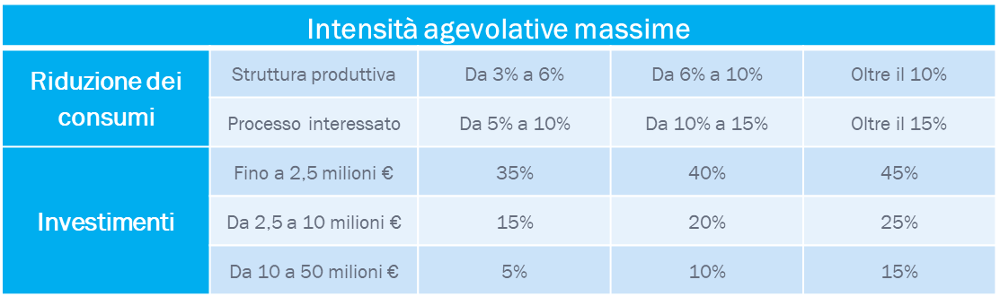 Intensità agevolative massime
Riduzione dei
consumi
Struttura produttiva
Da 3% a 6%
Da 6% a 10%
Oltre il 10%
Processo interessato
Da 5% a 10%
Da 10% a 15%
Oltre il 15%
Investimenti
Fino a 2,5 milioni €
35%
40%
45%
Da 2,5 a 10 milioni €
15%
20%
25%
Da 10 a 50 milioni €
5%
10%
15%